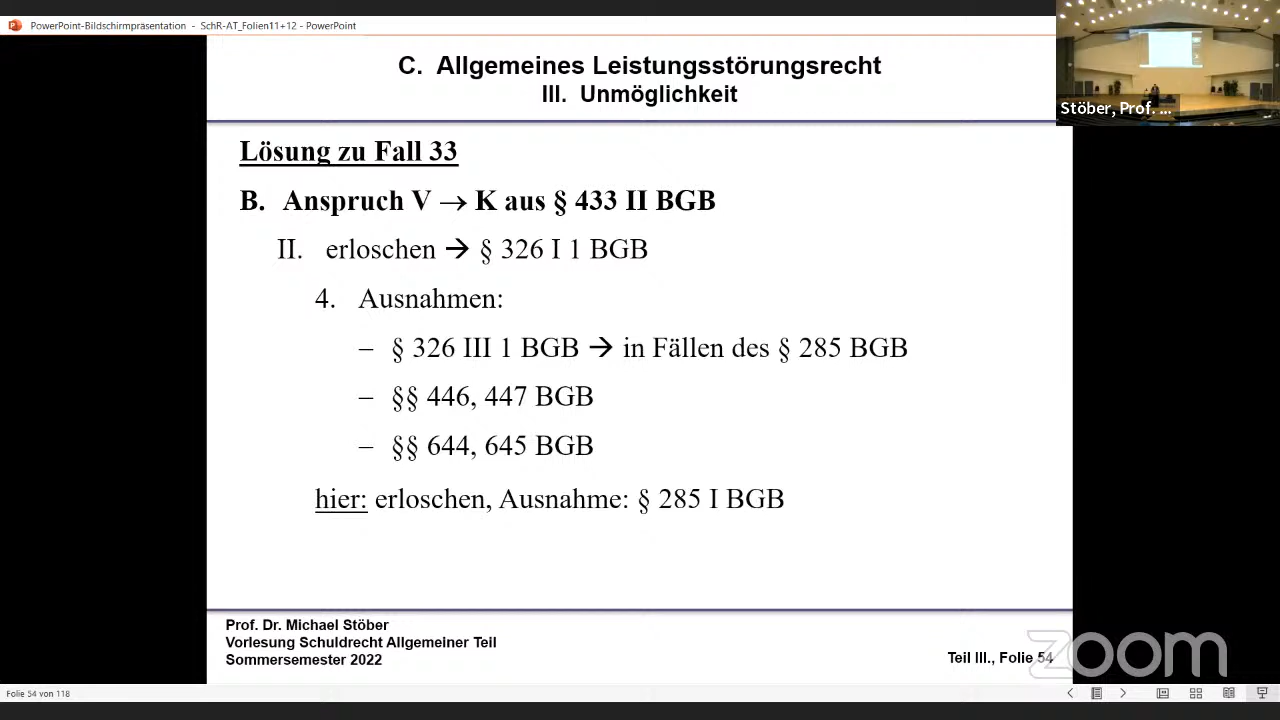 PowerPoint-Bildschirmpräsentation - SchR-AT_Folien11+12 - PowerPoint
C. Allgemeines Leistungsstörungsrecht
III. Unmöglichkeit
Stöber, Prof. ...
Lösung zu Fall 33
B. Anspruch V → K aus § 433 II BGB
II. erloschen → § 326 I 1 BGB
4. Ausnahmen:
– § 326 III 1 BGB → in Fällen des § 285 BGB
– §§ 446, 447 BGB
– §§ 644, 645 BGB
hier: erloschen, Ausnahme: § 285 I BGB
Prof. Dr. Michael Stöber
Vorlesung Schuldrecht Allgemeiner Teil
Sommersemester 2022
Teil III., Folie 54
zoom
Folie 54 von 118